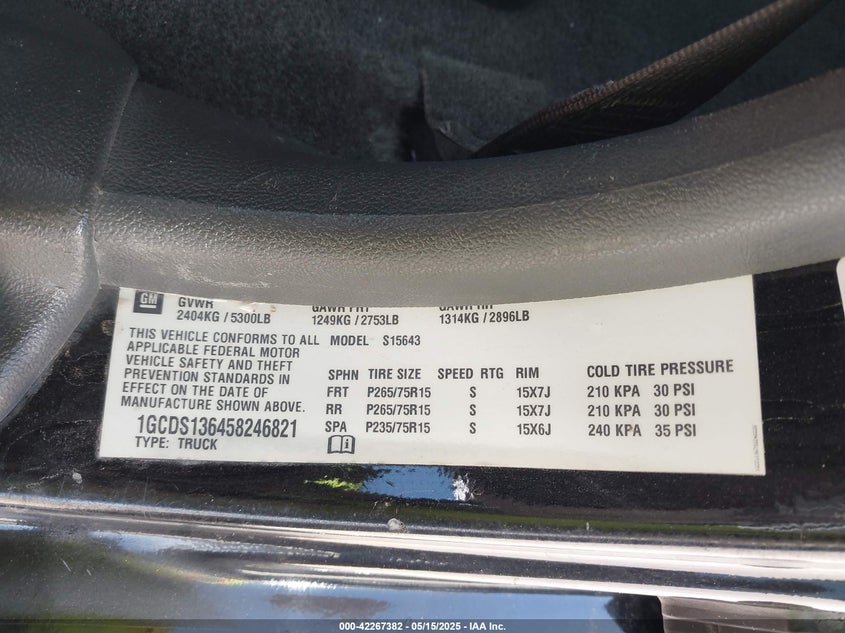 GM GVWR GAWR FRT GAWR RR
2404KG / 5300LB 1249KG / 2753LB 1314KG / 2896LB
THIS VEHICLE CONFORMS TO ALL MODEL S15643
APPLICABLE FEDERAL MOTOR
VEHICLE SAFETY AND THEFT
PREVENTION STANDARDS IN
EFFECT ON THE DATE OF
MANUFACTURE SHOWN ABOVE.
1GCDS136458246821
TYPE: TRUCK
SPHN TIRE SIZE SPEED RTG RIM COLD TIRE PRESSURE
FRT P265/75R15 S 15X7J 210 KPA 30 PSI
RR P265/75R15 S 15X7J 210 KPA 30 PSI
SPA P235/75R15 S 15X6J 240 KPA 35 PSI
000-42267382 - 05/15/2025 - IAA Inc.